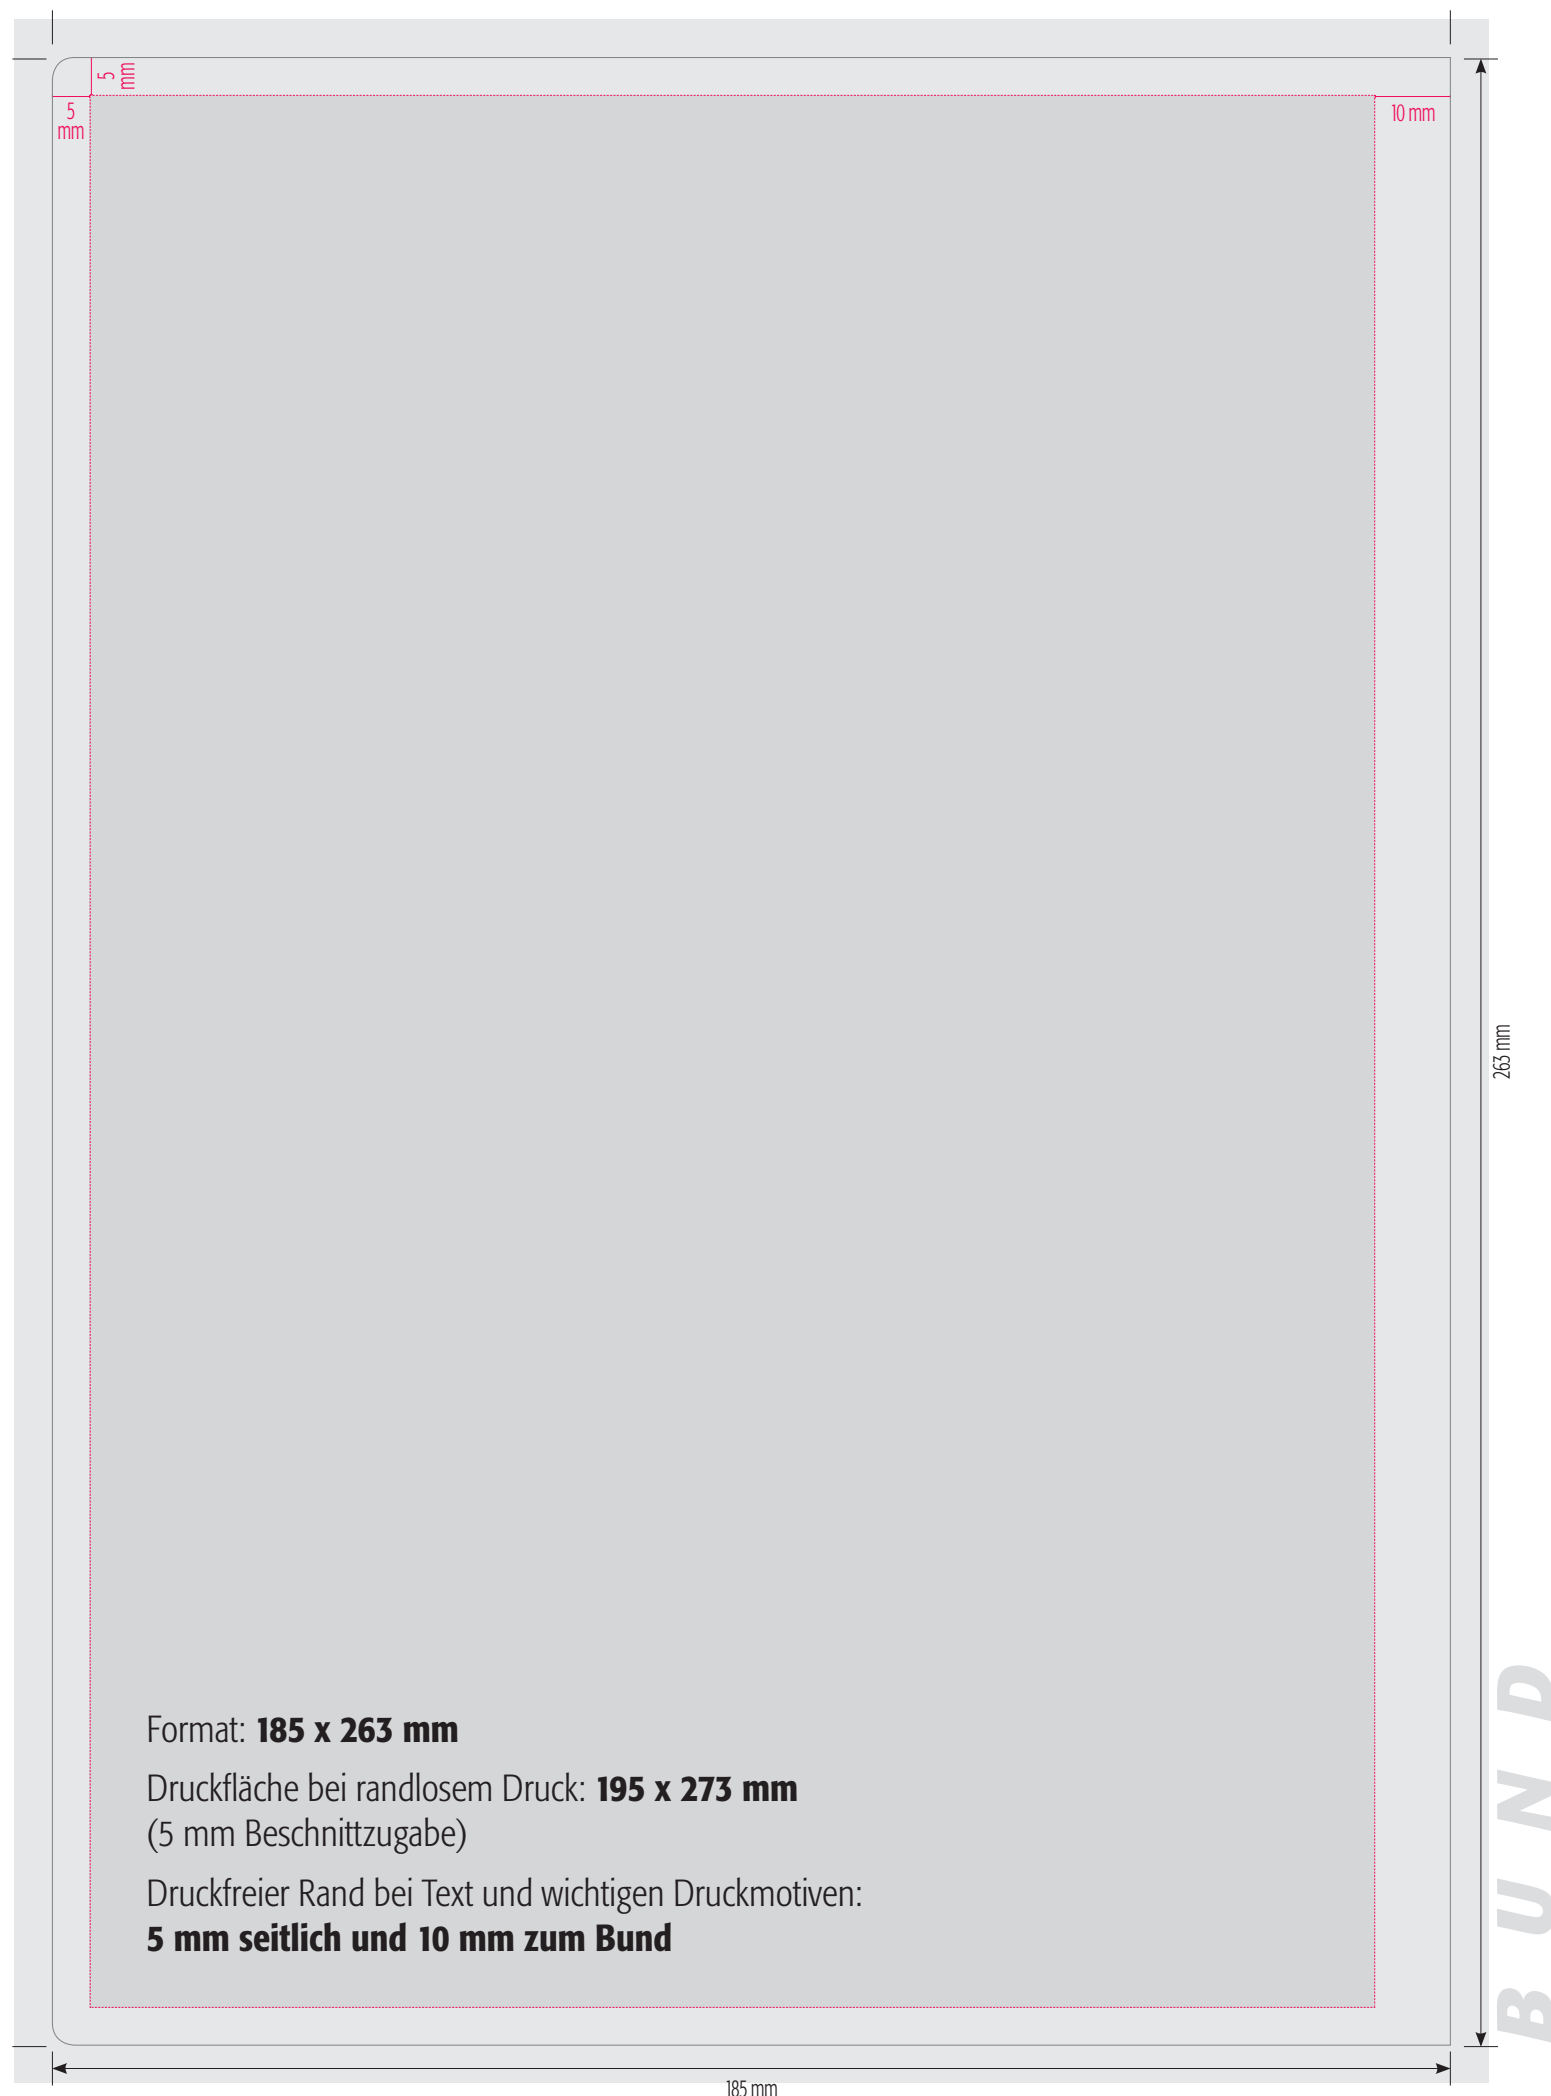 5
mm
5
mm
10 mm
263 mm
Format: 185 x 263 mm
Druckfläche bei randlosem Druck: 195 x 273 mm
(5 mm Beschnittzugabe)
Druckfreier Rand bei Text und wichtigen Druckmotiven:
5 mm seitlich und 10 mm zum Bund
BUND
185 mm